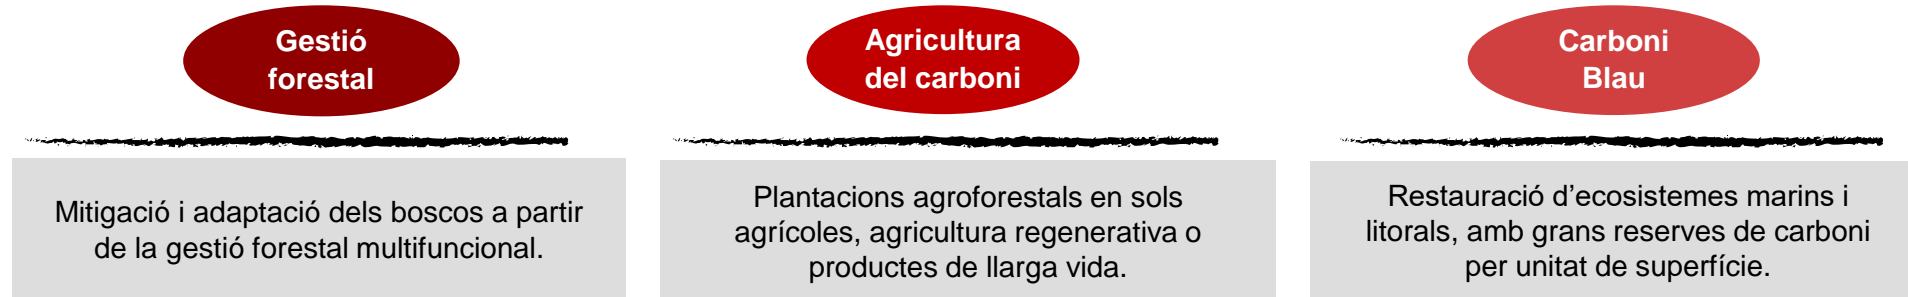 Gestió
forestal
Mitigació i adaptació dels boscos a partir
de la gestió forestal multifuncional.
Agricultura
del carboni
Plantacions agroforestals en sols
agrícoles, agricultura regenerativa o
productes de llarga vida.
Carboni
Blau
Restauració d’ecosistemes marins i
litorals, amb grans reserves de carboni
per unitat de superfície.